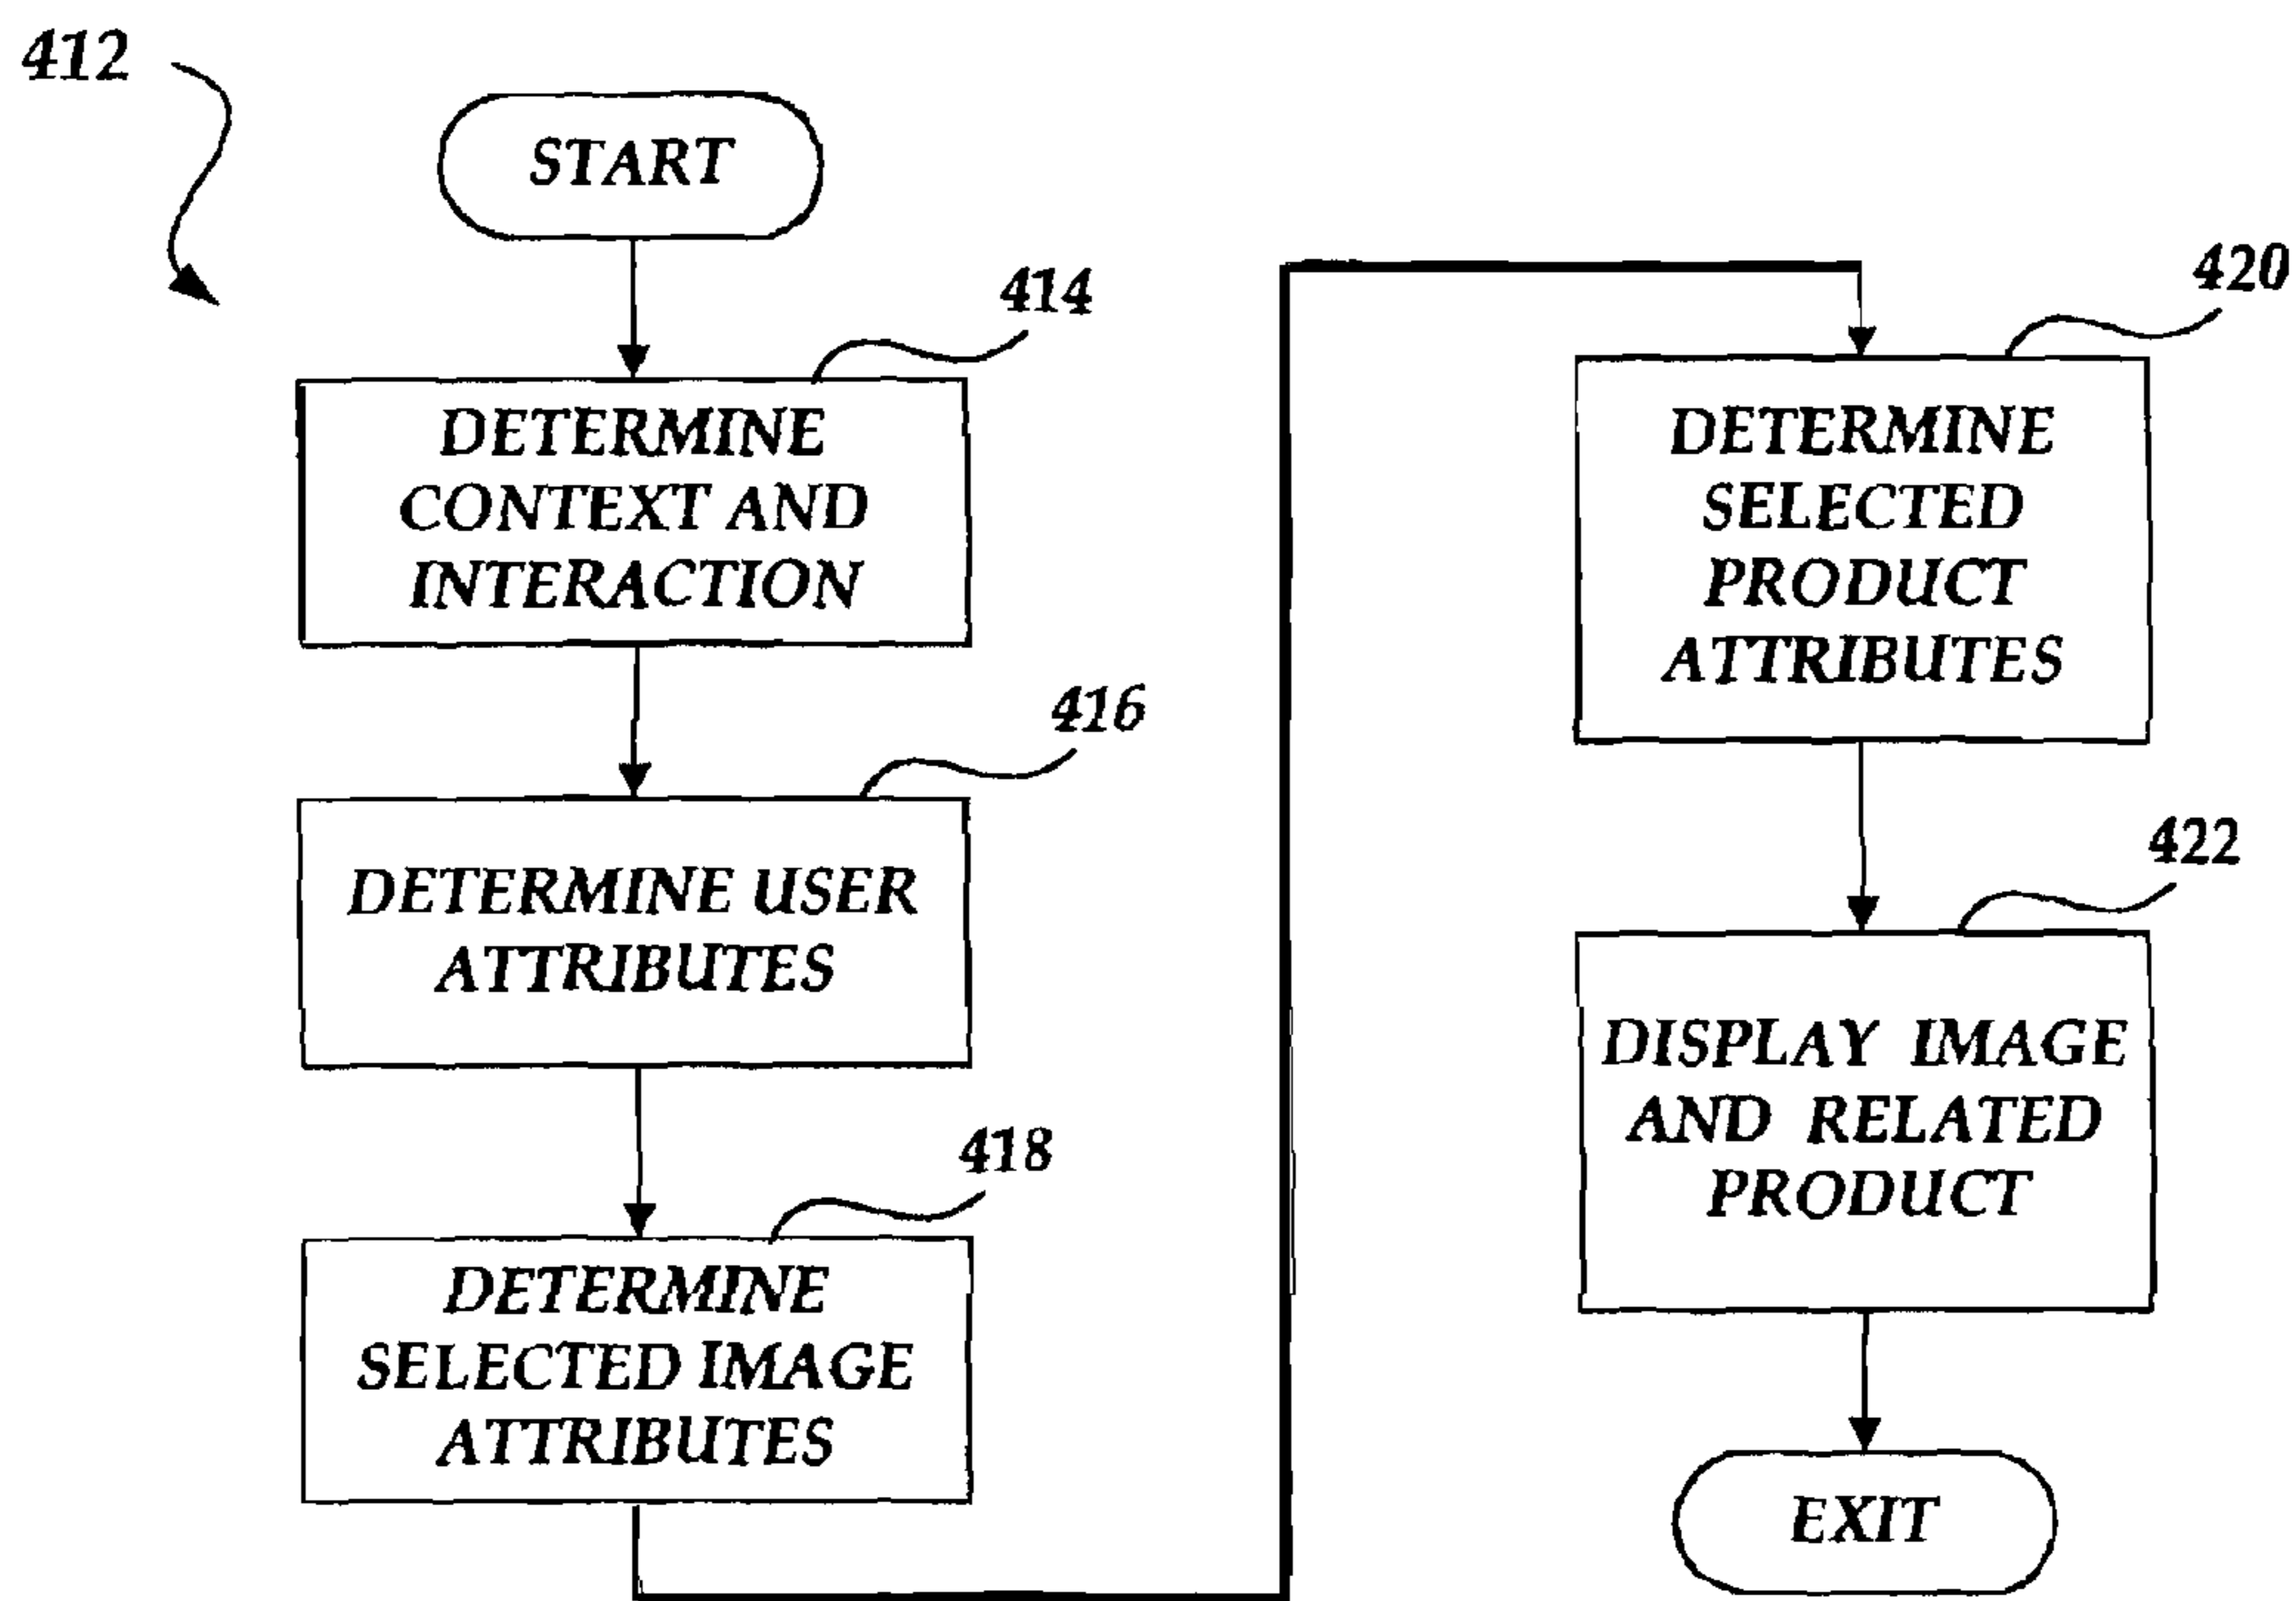 412
START
414
DETERMINE
CONTEXT AND
INTERACTION
416
DETERMINE USER
ATTRIBUTES
418
DETERMINE
SELECTED IMAGE
ATTRIBUTES
420
DETERMINE
SELECTED
PRODUCT
ATTRIBUTES
422
DISPLAY IMAGE
AND RELATED
PRODUCT
EXIT